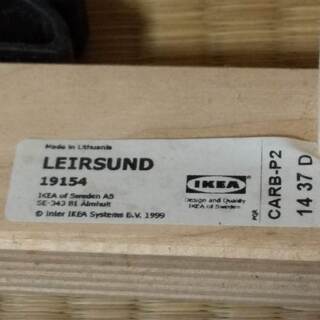 Made in Lithuania
LEIRSUND
19154
IKEA of Sweden AB
SE-343 81 Älmhult
© Inter IKEA Systems B.V. 1999
IKEA
Design and Quality
IKEA of Sweden
CARB-P2
14 37 D